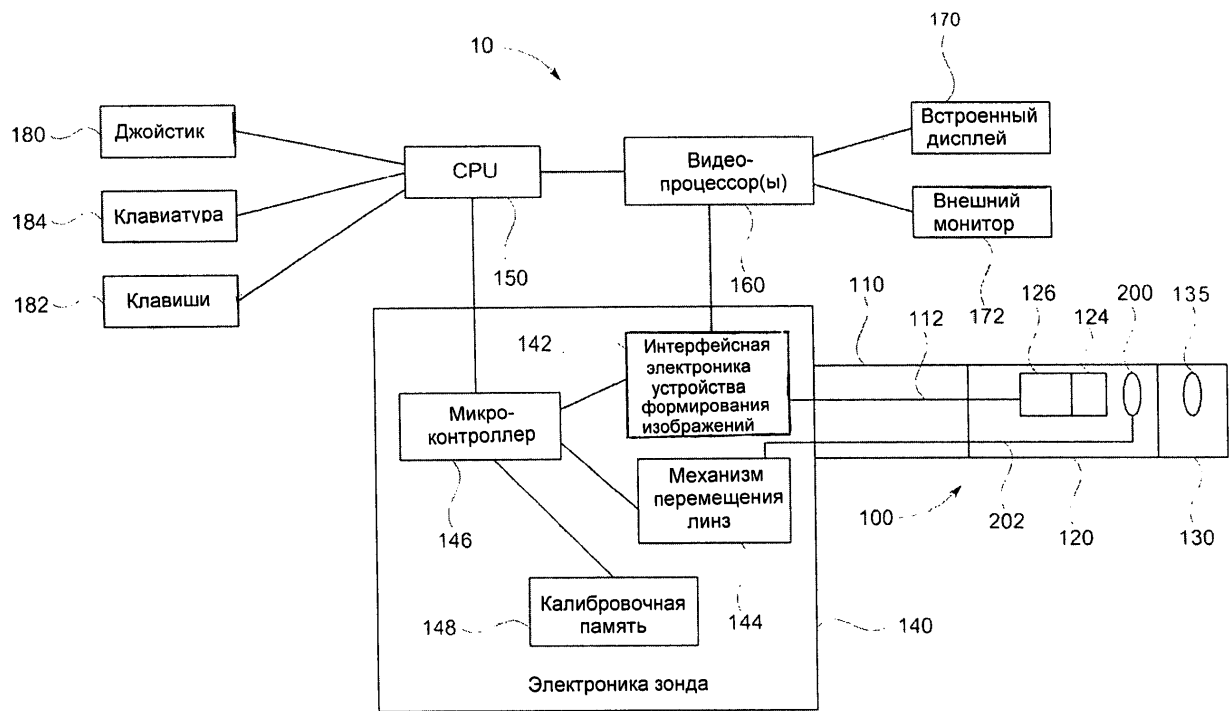 10
170
180
Джойстик
CPU
Видео-
процессор(ы)
Встроенный
дисплей
184
Клавиатура
Внешний
монитор
182
Клавиши
150
160
110
112
172
126
124
200
135
142
Интерфейсная
электроника
устройства
формирования
изображений
Микро-
контроллер
Механизм
перемещения
линз
146
100
202
120
130
148
Калибровочная
память
144
140
Электроника зонда